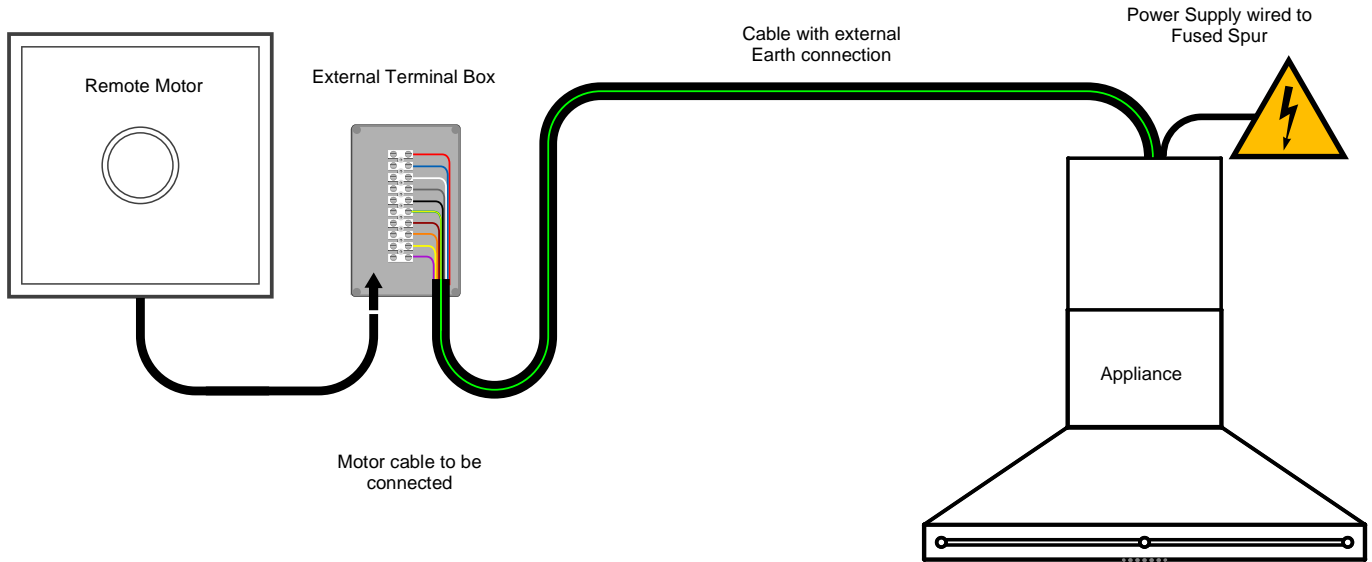 Power Supply wired to
Fused Spur
Cable with external
Earth connection
External Terminal Box
Remote Motor
Appliance
Motor cable to be
connected